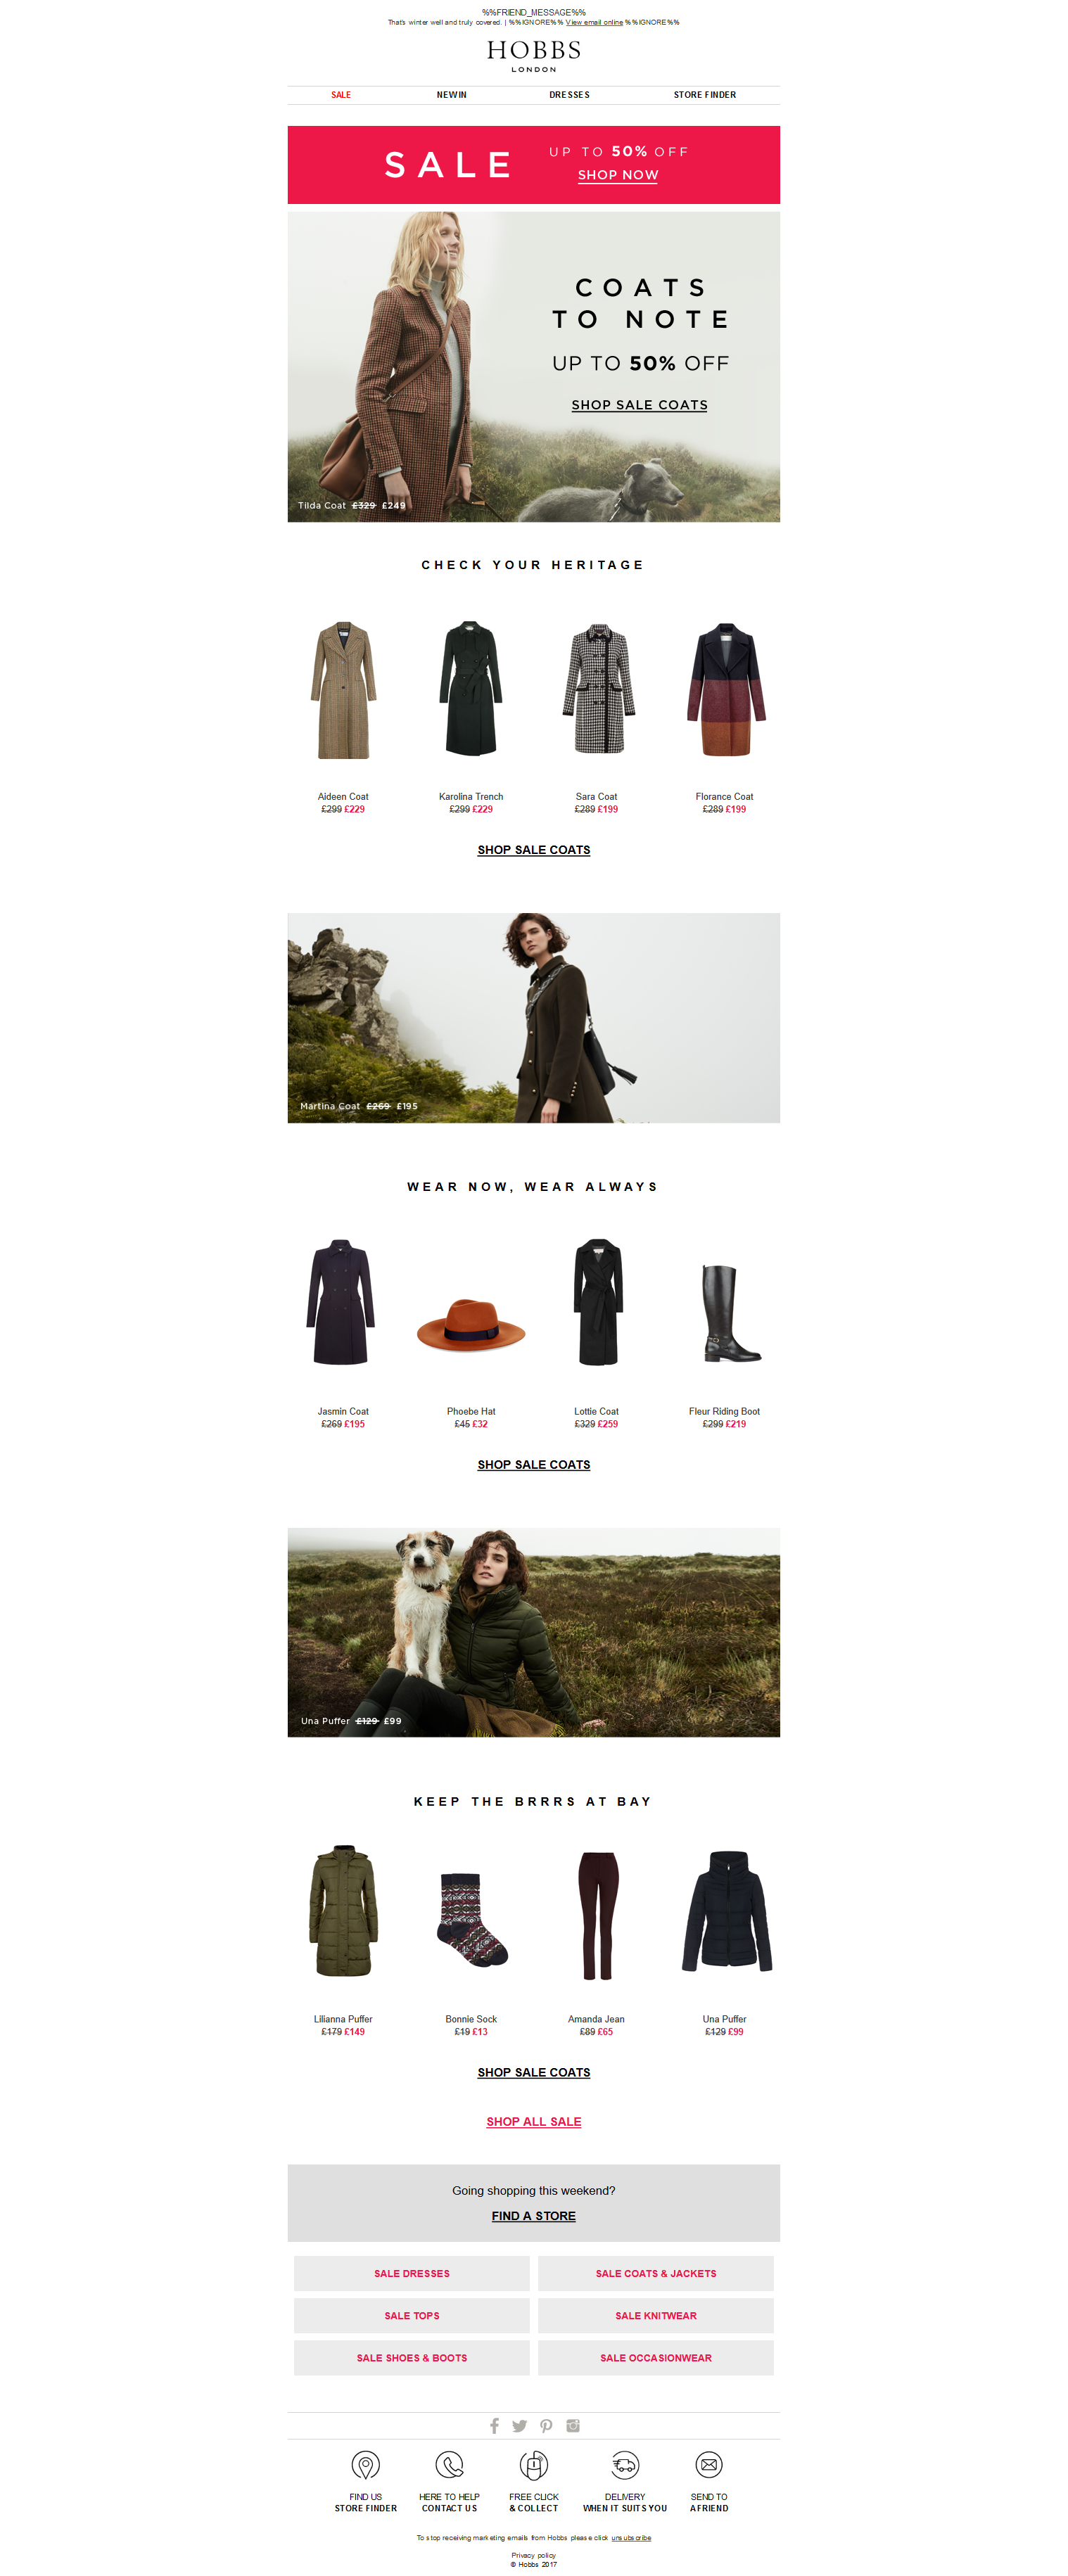 %%FRIEND_MESSAGE%%
That's winter well and truly covered. | %%IGNORE%% View email online %%IGNORE%%
HOBBS
LONDON
SALE NEW IN DRESSES STORE FINDER
SALE
UP TO 50% OFF
SHOP NOW
COATS
TO NOTE
UP TO 50% OFF
SHOP SALE COATS
Tilda Coat £329 £249
CHECK YOUR HERITAGE
Aideen Coat Karolina Trench Sara Coat Florance Coat
£299 £229 £299 £229 £289 £199 £289 £199
SHOP SALE COATS
Martina Coat £269 £195
WEAR NOW, WEAR ALWAYS
Jasmin Coat Phoebe Hat Lottie Coat Fleur Riding Boot
£269 £195 £45 £32 £329 £259 £299 £219
SHOP SALE COATS
Una Puffer £129 £99
KEEP THE BRRRS AT BAY
Lilianna Puffer Bonnie Sock Amanda Jean Una Puffer
£179 £149 £19 £13 £89 £65 £129 £99
SHOP SALE COATS
SHOP ALL SALE
Going shopping this weekend?
FIND A STORE
SALE DRESSES SALE COATS & JACKETS
SALE TOPS SALE KNITWEAR
SALE SHOES & BOOTS SALE OCCASIONWEAR
FIND US HERE TO HELP FREE CLICK DELIVERY SEND TO
STORE FINDER CONTACT US & COLLECT WHEN IT SUITS YOU A FRIEND
To stop receiving marketing emails from Hobbs please click unsubscribe
Privacy policy
© Hobbs 2017